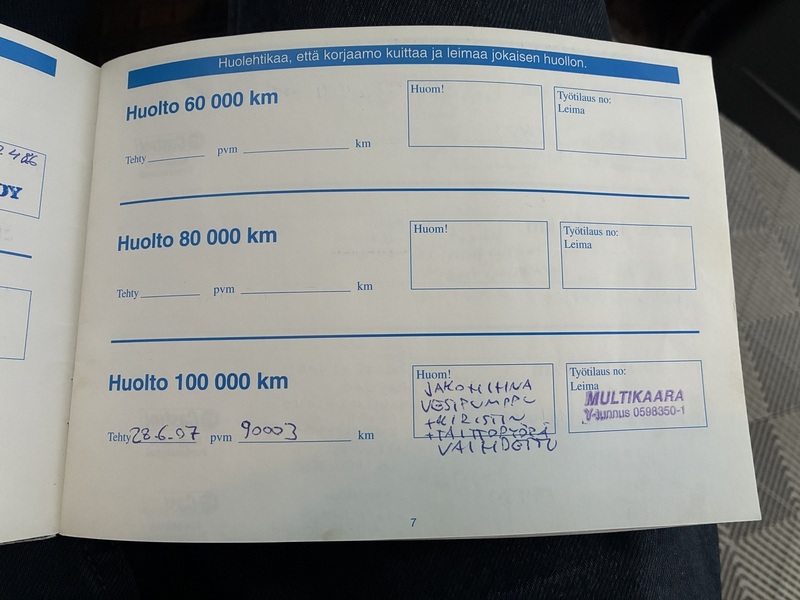 Huolehtikaa, että korjaamo kuittaa ja leimaa jokaisen huollon.
Huolto 60 000 km
Huom!
Työtilaus no:
Leima
Tehty pvm km
Huolto 80 000 km
Huom!
Työtilaus no:
Leima
Tehty pvm km
Huolto 100 000 km
Huom!
JAKOHIHNA
VESIPUMPPU
+KIRISTIN
+TAITTOPYÖRÄ
VAIHDETTU
Työtilaus no:
Leima
MULTIKAARA
Y-tunnus 0598350-1
Tehty 28.6.07 pvm 90003 km
7